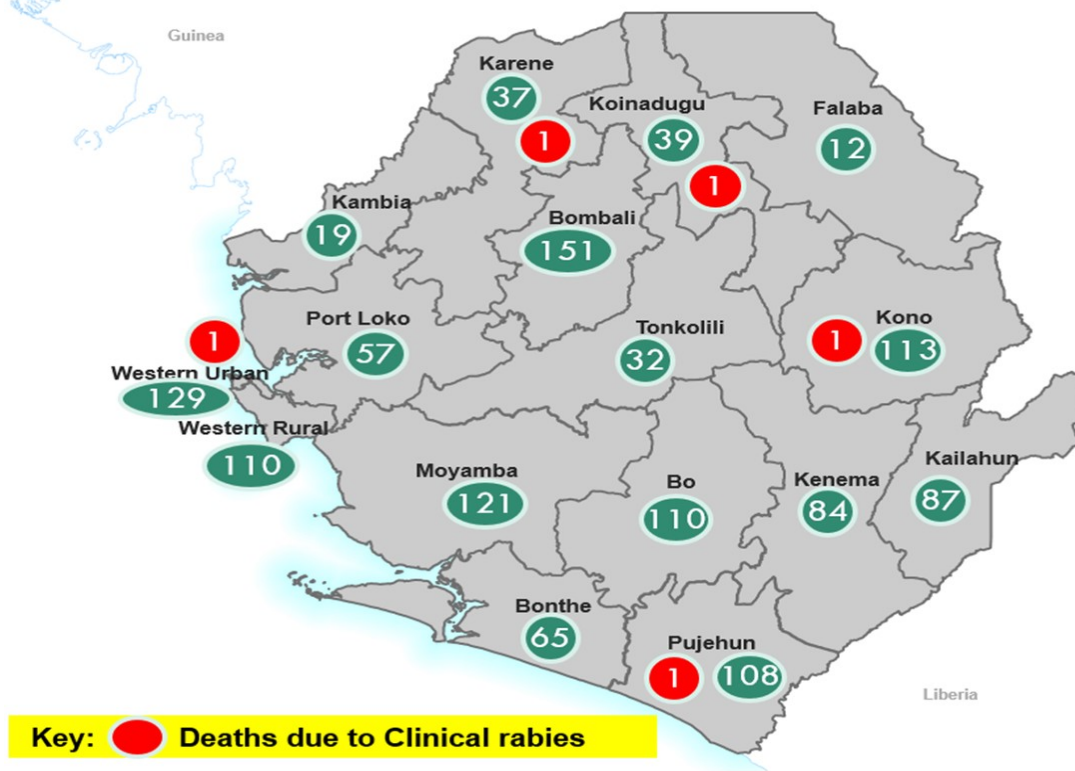 Guinea
Karene
37
1
Koinadugu
39
1
Falaba
12
Kambia
19
Bombali
151
1
Western Urban
129
Port Loko
57
Tonkolili
32
Kono
1 113
Western Rural
110
Moyamba
121
Bo
110
Kenema
84
Kailahun
87
Bonthe
65
Pujehun
1 108
Liberia
Key: Deaths due to Clinical rabies